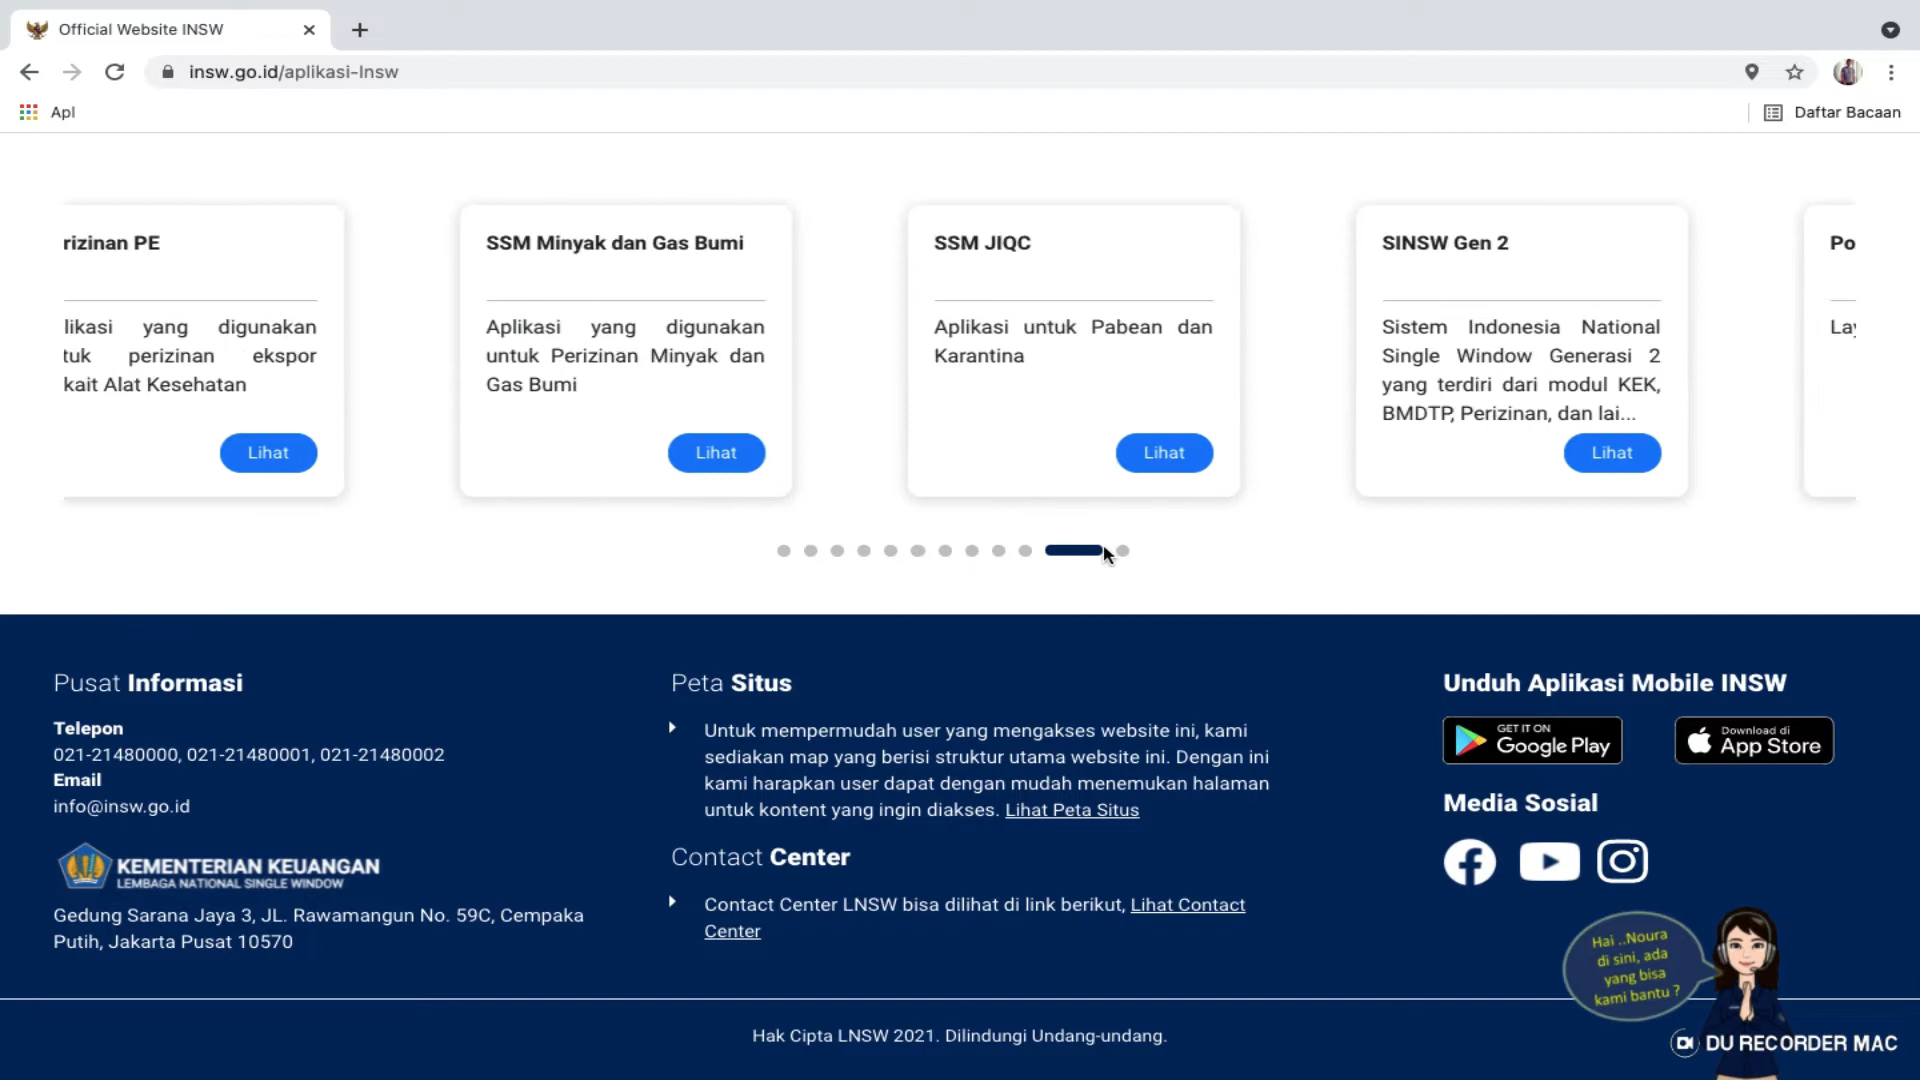 Official Website INSW
insw.go.id/aplikasi-Insw
Apl
Daftar Bacaan
rizinan PE
likasi yang digunakan
tuk perizinan ekspor
kait Alat Kesehatan
Lihat
SSM Minyak dan Gas Bumi
Aplikasi yang digunakan
untuk Perizinan Minyak dan
Gas Bumi
Lihat
SSM JIQC
Aplikasi untuk Pabean dan
Karantina
Lihat
SINSW Gen 2
Sistem Indonesia National
Single Window Generasi 2
yang terdiri dari modul KEK,
BMDTP, Perizinan, dan lai...
Lihat
Po
Lay
Pusat Informasi
Telepon
021-21480000, 021-21480001, 021-21480002
Email
info@insw.go.id
KEMENTERIAN KEUANGAN
LEMBAGA NATIONAL SINGLE WINDOW
Gedung Sarana Jaya 3, JL. Rawamangun No. 59C, Cempaka
Putih, Jakarta Pusat 10570
Peta Situs
Untuk mempermudah user yang mengakses website ini, kami
sediakan map yang berisi struktur utama website ini. Dengan ini
kami harapkan user dapat dengan mudah menemukan halaman
untuk kontent yang ingin diakses. Lihat Peta Situs
Contact Center
Contact Center LNSW bisa dilihat di link berikut, Lihat Contact
Center
Unduh Aplikasi Mobile INSW
GET IT ON
Google Play
Download di
App Store
Media Sosial
Hai ..Noura
di sini, ada
yang bisa
kami bantu ?
Hak Cipta LNSW 2021. Dilindungi Undang-undang.
DU RECORDER MAC